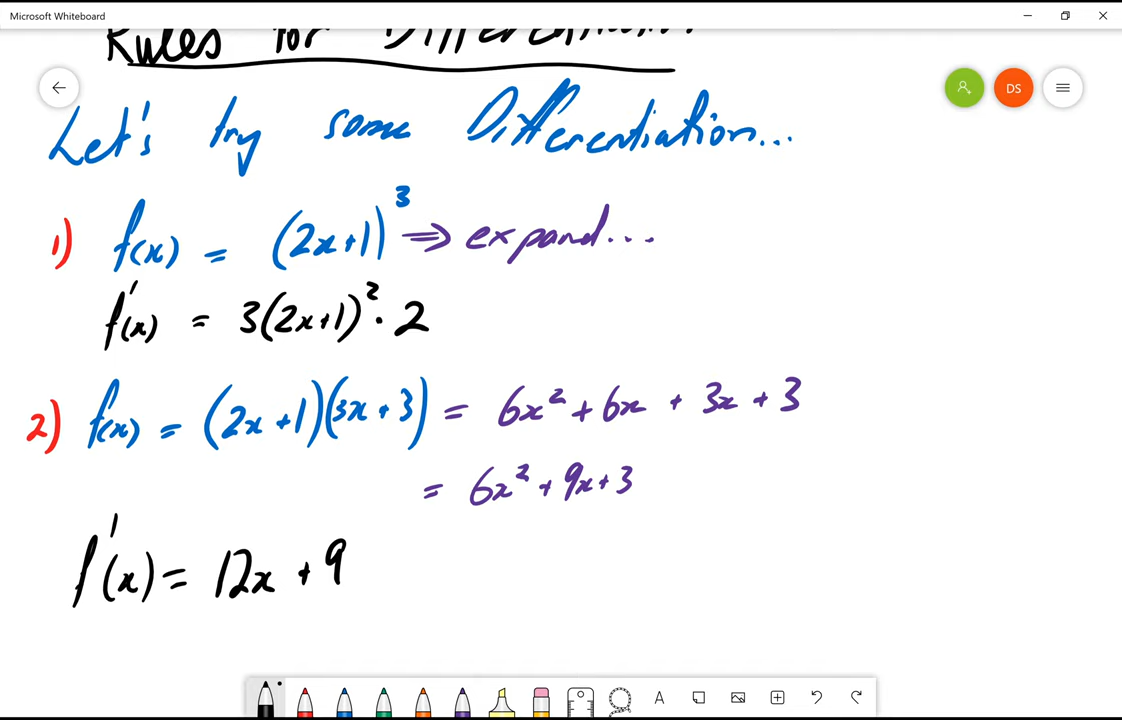 Microsoft Whiteboard
Rules for Differentiation
Let's try some Differentiation...
DS
1) f(x) = (2x+1)³ ⇒ expand...
f'(x) = 3(2x+1)² · 2
2) f(x) = (2x+1)(3x+3) = 6x² + 6x + 3x + 3
= 6x² + 9x + 3
f'(x) = 12x + 9
A